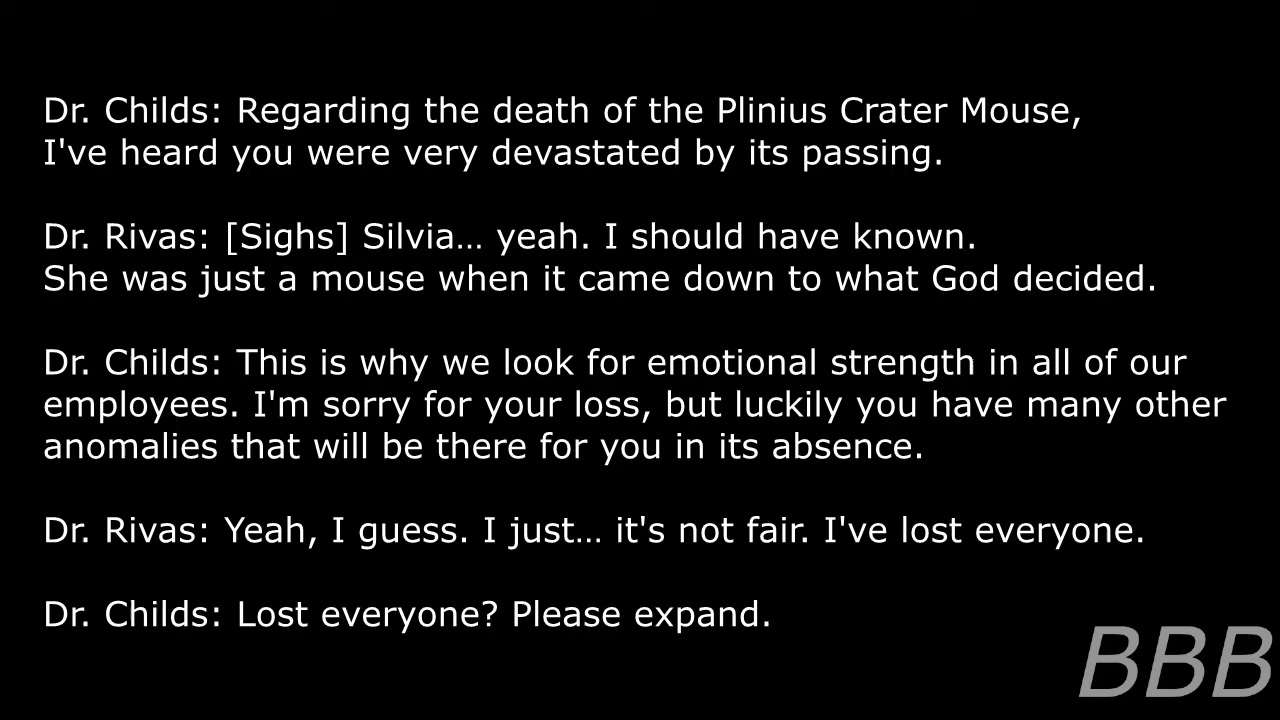 Dr. Childs: Regarding the death of the Plinius Crater Mouse,
I've heard you were very devastated by its passing.
Dr. Rivas: [Sighs] Silvia… yeah. I should have known.
She was just a mouse when it came down to what God decided.
Dr. Childs: This is why we look for emotional strength in all of our
employees. I'm sorry for your loss, but luckily you have many other
anomalies that will be there for you in its absence.
Dr. Rivas: Yeah, I guess. I just… it's not fair. I've lost everyone.
Dr. Childs: Lost everyone? Please expand.
BBB